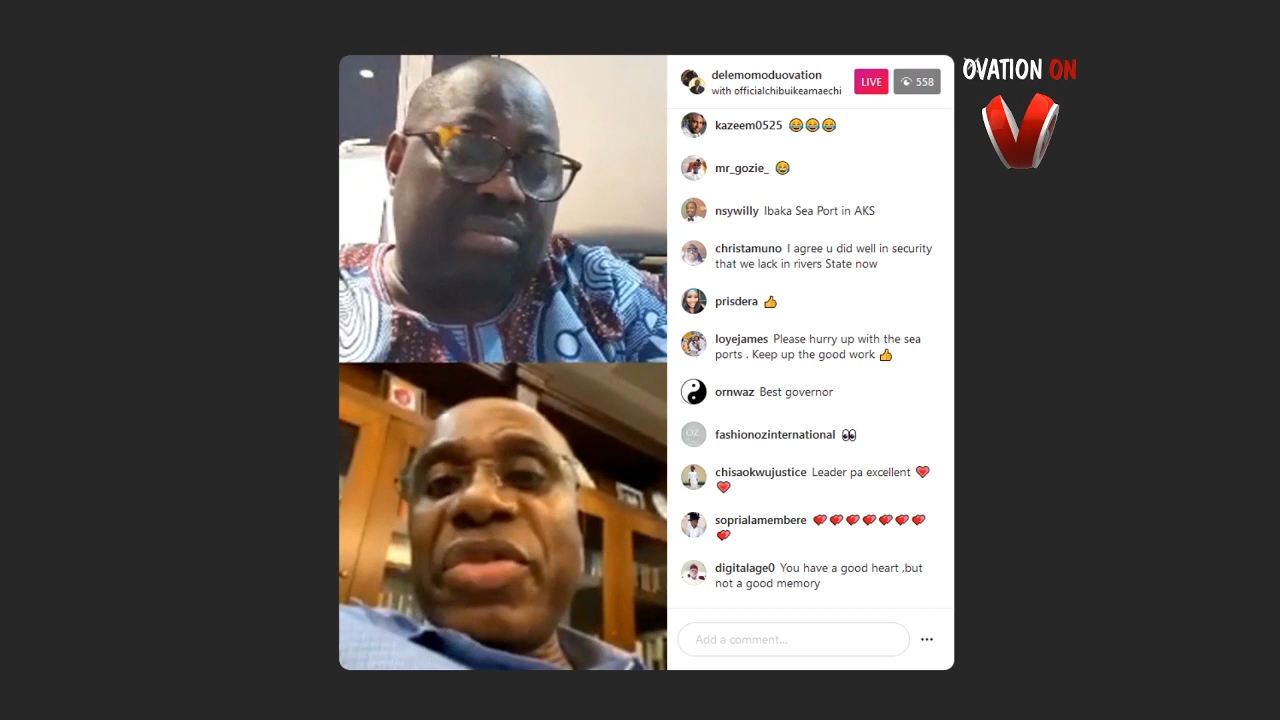 delemomoduovation
with officialchibuikeamaechi
LIVE
558
OVATION ON
V
kazeem0525 😂😂😂
mr_gozie_ 😂
nsywilly Ibaka Sea Port in AKS
christamuno I agree u did well in security
that we lack in rivers State now
prisdera 👍
loyejames Please hurry up with the sea
ports . Keep up the good work 👍
ornwaz Best governor
OZ
fashionozinternational 👀
chisaokwujustice Leader pa excellent ❤️
❤️
soprialamembere 💕💕💕💕💕💕💕
💕
digitalage0 You have a good heart ,but
not a good memory
Add a comment...